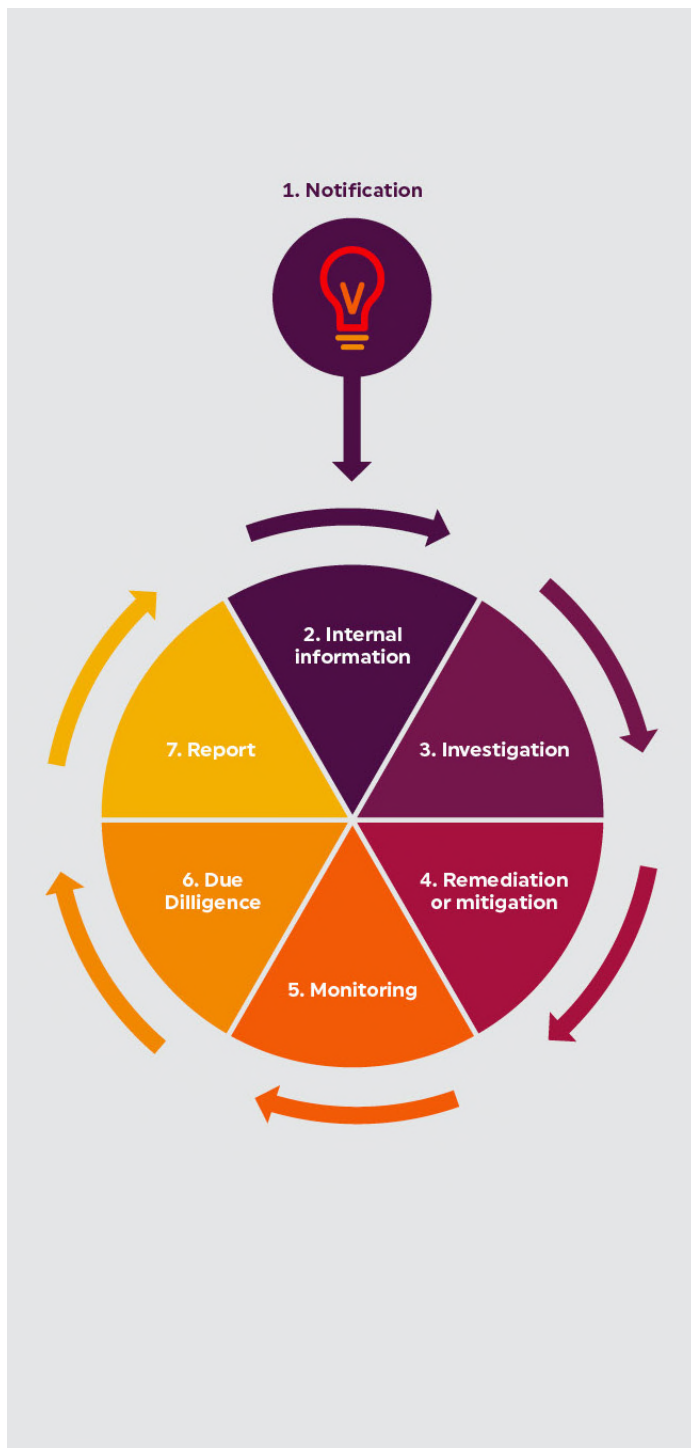 1. Notification
2. Internal
information
3. Investigation
4. Remediation
or mitigation
5. Monitoring
6. Due
Dilligence
7. Report